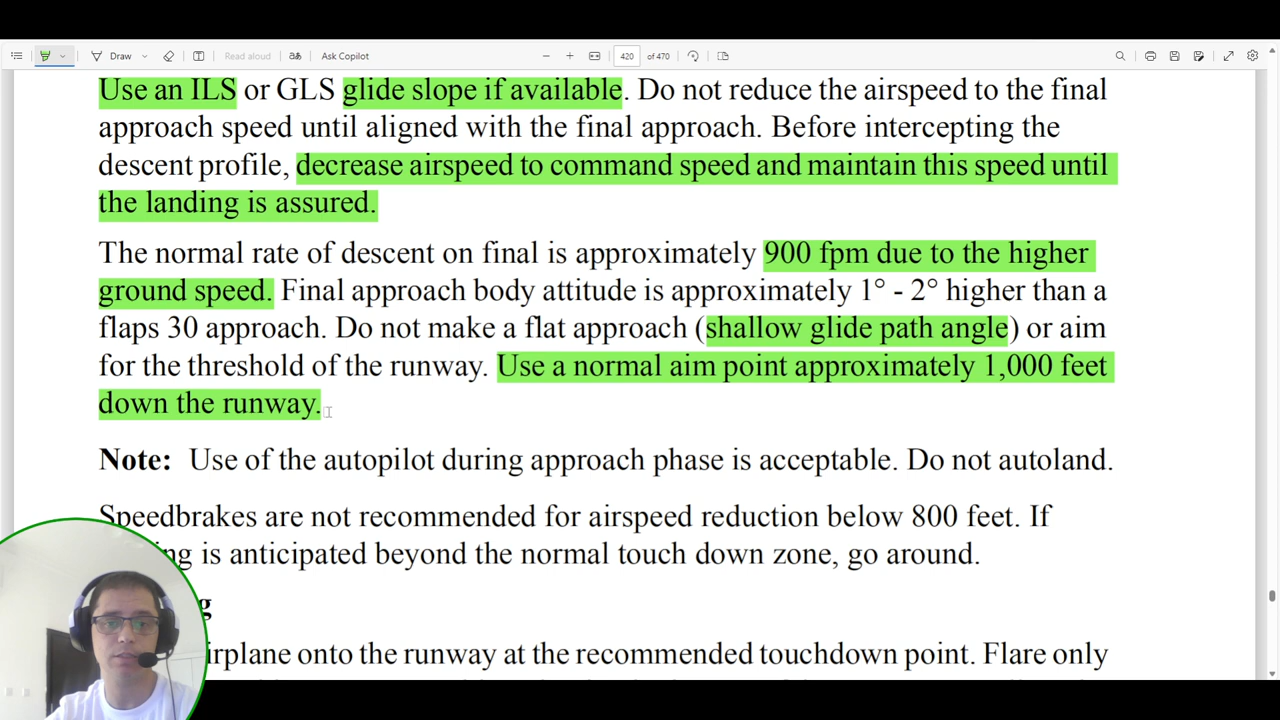 Draw
Read aloud
aあ
Ask Copilot
420 of 470
Use an ILS or GLS glide slope if available. Do not reduce the airspeed to the final
approach speed until aligned with the final approach. Before intercepting the
descent profile, decrease airspeed to command speed and maintain this speed until
the landing is assured.
The normal rate of descent on final is approximately 900 fpm due to the higher
ground speed. Final approach body attitude is approximately 1° - 2° higher than a
flaps 30 approach. Do not make a flat approach (shallow glide path angle) or aim
for the threshold of the runway. Use a normal aim point approximately 1,000 feet
down the runway.
Note: Use of the autopilot during approach phase is acceptable. Do not autoland.
Speedbrakes are not recommended for airspeed reduction below 800 feet. If
is anticipated beyond the normal touch down zone, go around.
onto the runway at the recommended touchdown point. Flare only